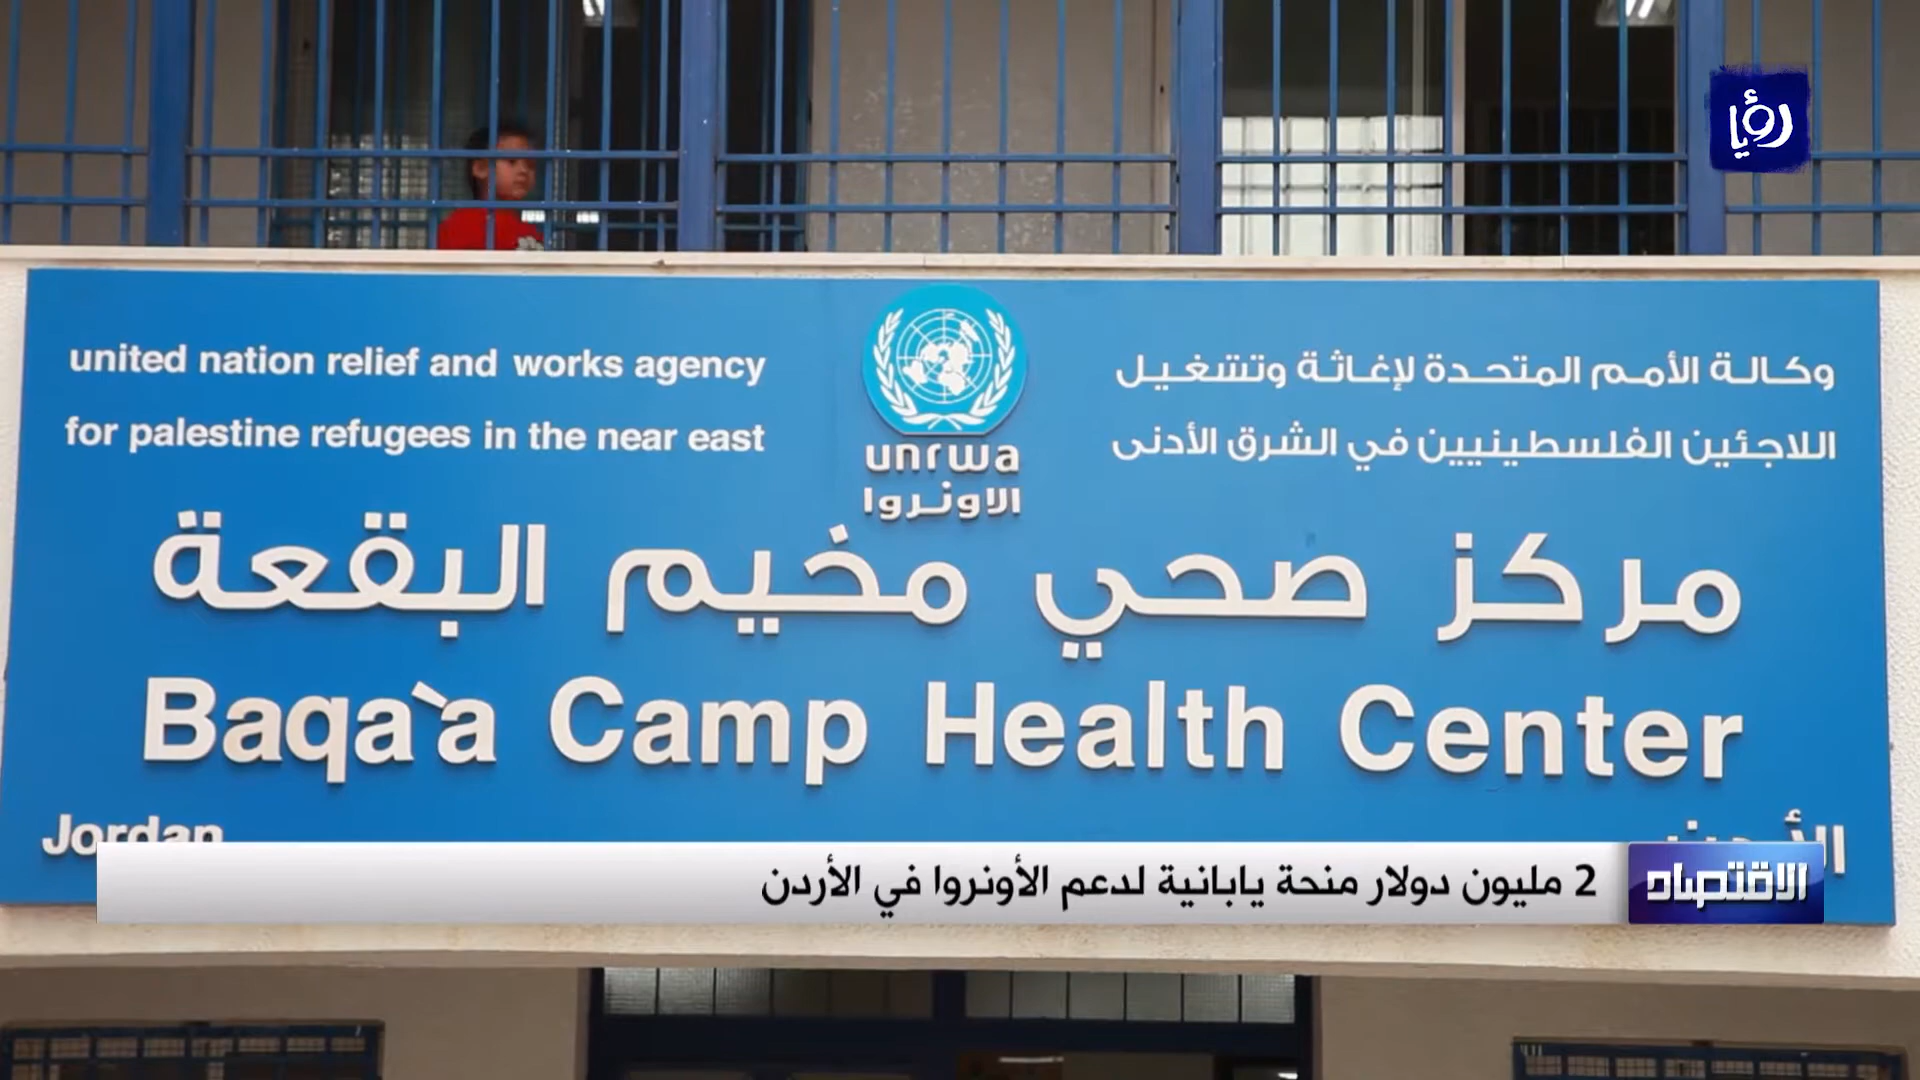 رؤيا
united nation relief and works agency
for palestine refugees in the near east
unrwa
الاونروا
وكالة الأمم المتحدة لإغاثة وتشغيل
اللاجئين الفلسطينيين في الشرق الأدنى
مركز صحي مخيم البقعة
Baqa`a Camp Health Center
Jordan
الأردن
الاقتصاد
2 مليون دولار منحة يابانية لدعم الأونروا في الأردن